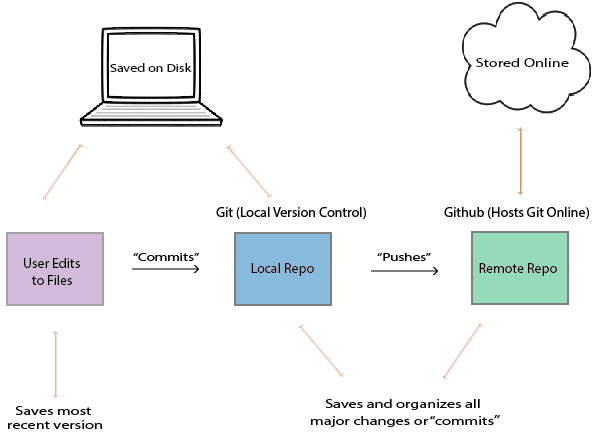 Saved on Disk
Stored Online
Git (Local Version Control)
Github (Hosts Git Online)
User Edits
to Files
“Commits”
Local Repo
“Pushes”
Remote Repo
Saves most
recent version
Saves and organizes all
major changes or “commits”